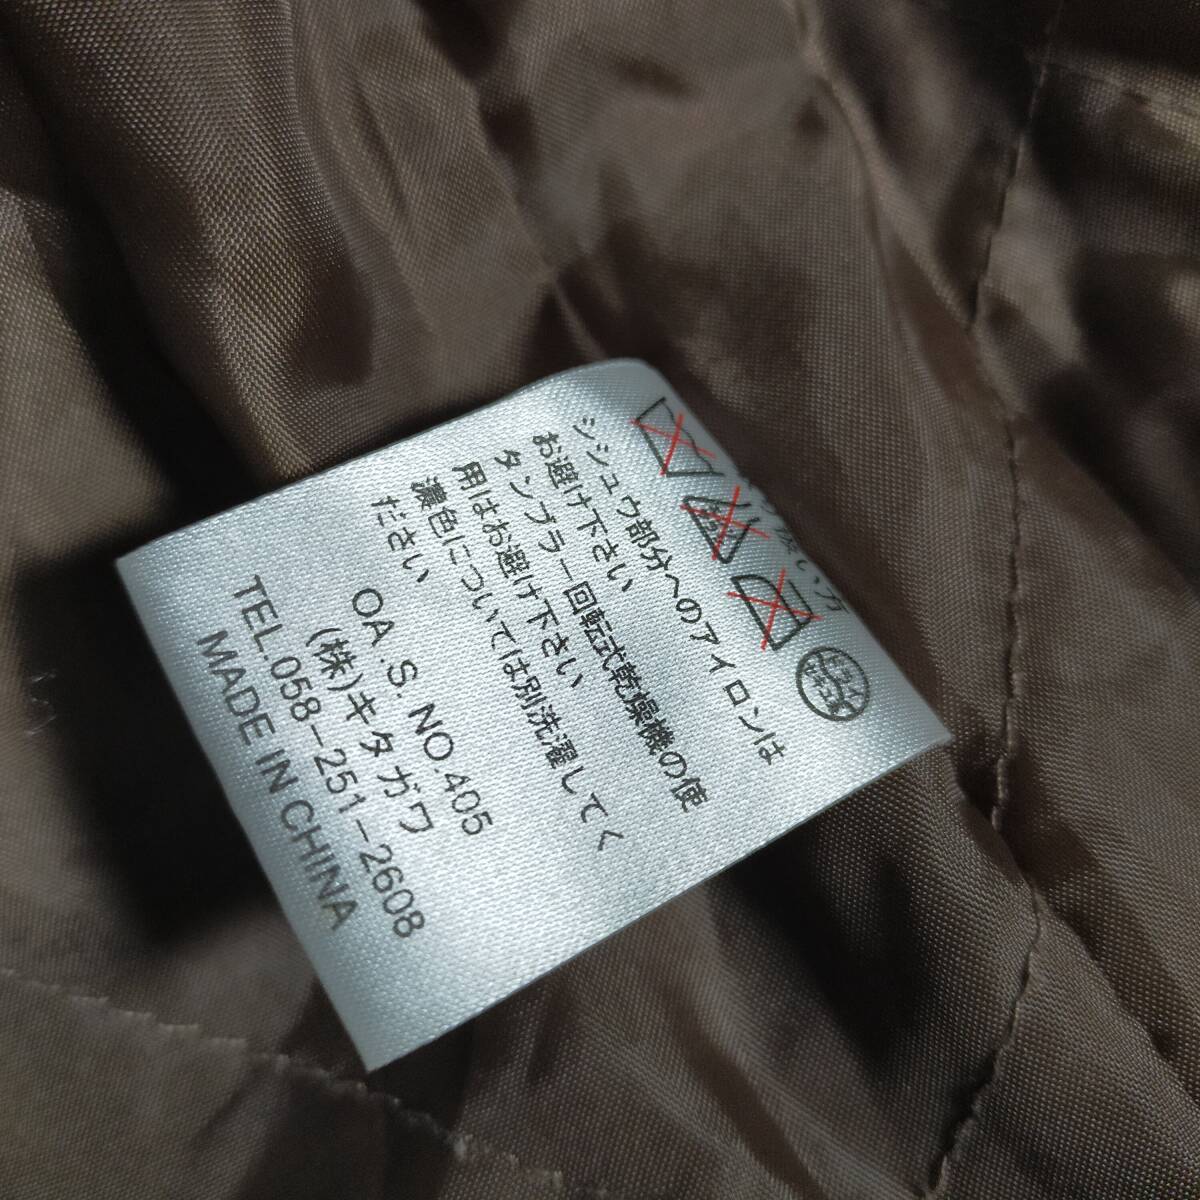 シシュウ部分へのアイロンは
お避け下さい
タンブラー回転式乾燥機の使
用はお避け下さい
濃色については別洗濯してく
ださい
OA.S.NO.405
(株)キタガワ
TEL.058-251-2608
MADE IN CHINA